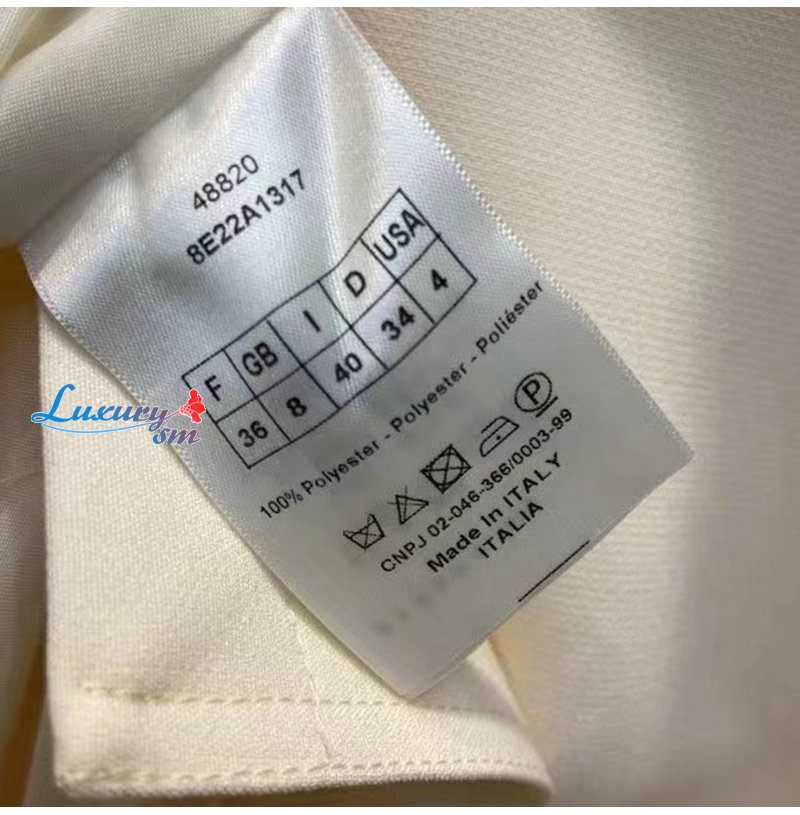 48820
8E22A1317
F GB I D USA
36 8 40 34 4
100% Polyester - Polyester - Poliéster
P
CNPJ 02-046-366/0003-99
Made In ITALY
ITALIA
Luxury
sm